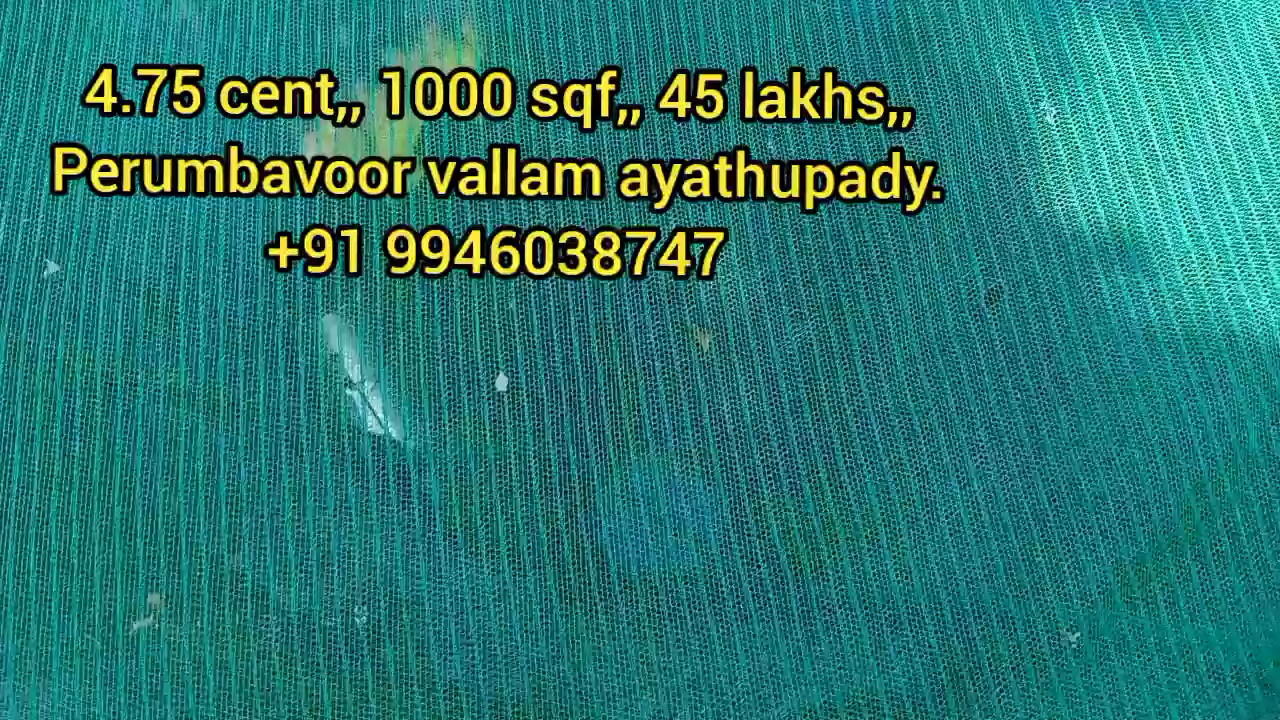 4.75 cent,, 1000 sqf,, 45 lakhs,,
Perumbavoor vallam ayathupady.
+91 9946038747